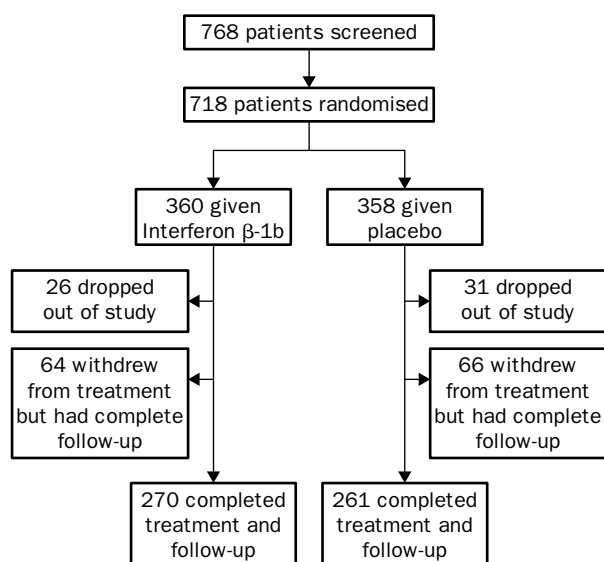 768 patients screened
718 patients randomised
360 given
Interferon β-1b
358 given
placebo
26 dropped
out of study
31 dropped
out of study
64 withdrew
from treatment
but had complete
follow-up
66 withdrew
from treatment
but had complete
follow-up
270 completed
treatment and
follow-up
261 completed
treatment and
follow-up